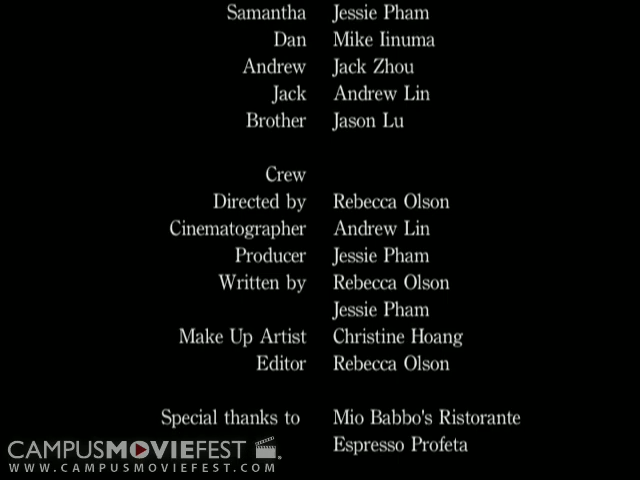 Samantha Jessie Pham
Dan Mike Iinuma
Andrew Jack Zhou
Jack Andrew Lin
Brother Jason Lu
Crew
Directed by Rebecca Olson
Cinematographer Andrew Lin
Producer Jessie Pham
Written by Rebecca Olson
Jessie Pham
Make Up Artist Christine Hoang
Editor Rebecca Olson
Special thanks to Mio Babbo's Ristorante
Espresso Profeta
CAMPUSMOVIEFEST
WWW.CAMPUSMOVIEFEST.COM